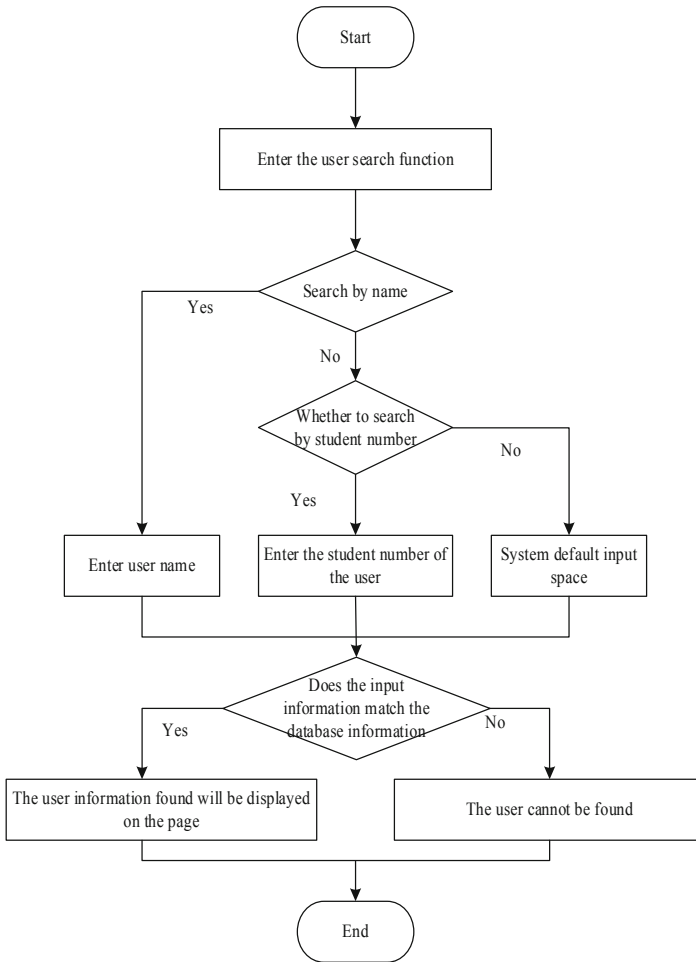 Start
Enter the user search function
Search by name
Yes
No
Whether to search
by student number
No
Yes
Enter user name
Enter the student number of
the user
System default input
space
Does the input
information match the
database information
Yes
No
The user information found will be displayed
on the page
The user cannot be found
End